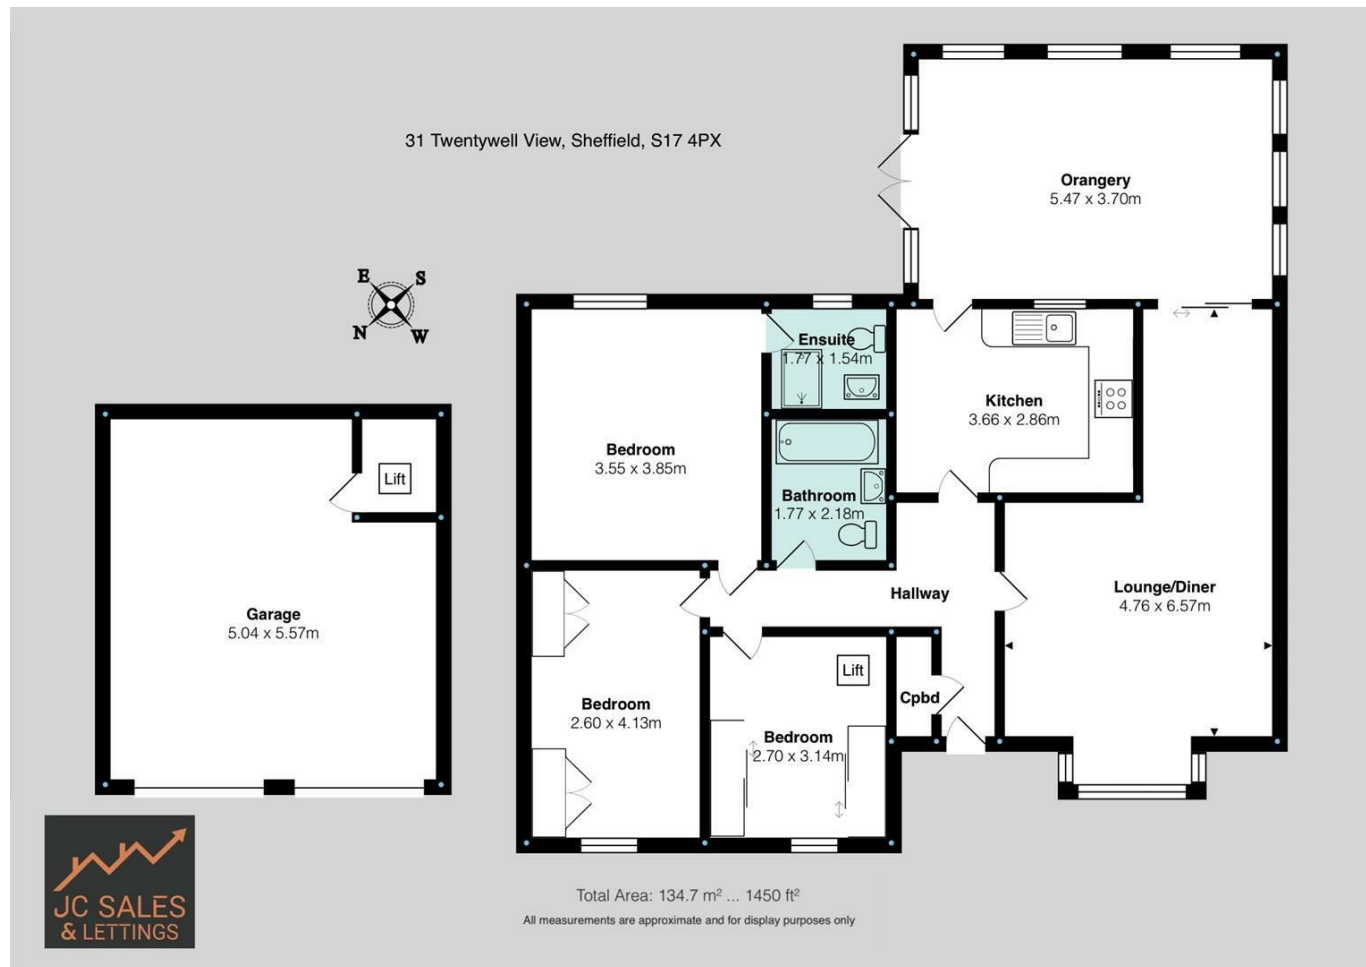 31 Twentywell View, Sheffield, S17 4PX
Orangery
5.47 x 3.70m
E
S
N
W
Ensuite
1.77 x 1.54m
Kitchen
3.66 x 2.86m
Bedroom
3.55 x 3.85m
Lift
Bathroom
1.77 x 2.18m
Hallway
Lounge/Diner
4.76 x 6.57m
Garage
5.04 x 5.57m
Lift
Bedroom
2.60 x 4.13m
Cpbd
Bedroom
2.70 x 3.14m
JC SALES
& LETTINGS
Total Area: 134.7 m² ... 1450 ft²
All measurements are approximate and for display purposes only